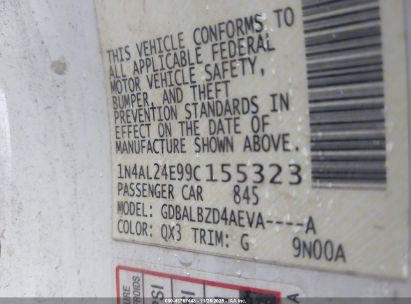 THIS VEHICLE CONFORMS TO
ALL APPLICABLE FEDERAL
MOTOR VEHICLE SAFETY,
BUMPER, AND THEFT
PREVENTION STANDARDS IN
EFFECT ON THE DATE OF
MANUFACTURE SHOWN ABOVE.
1N4AL24E99C155323
PASSENGER CAR 845
MODEL: GDBALBZD4AEVA-----A
COLOR: QX3 TRIM: G 9N00A